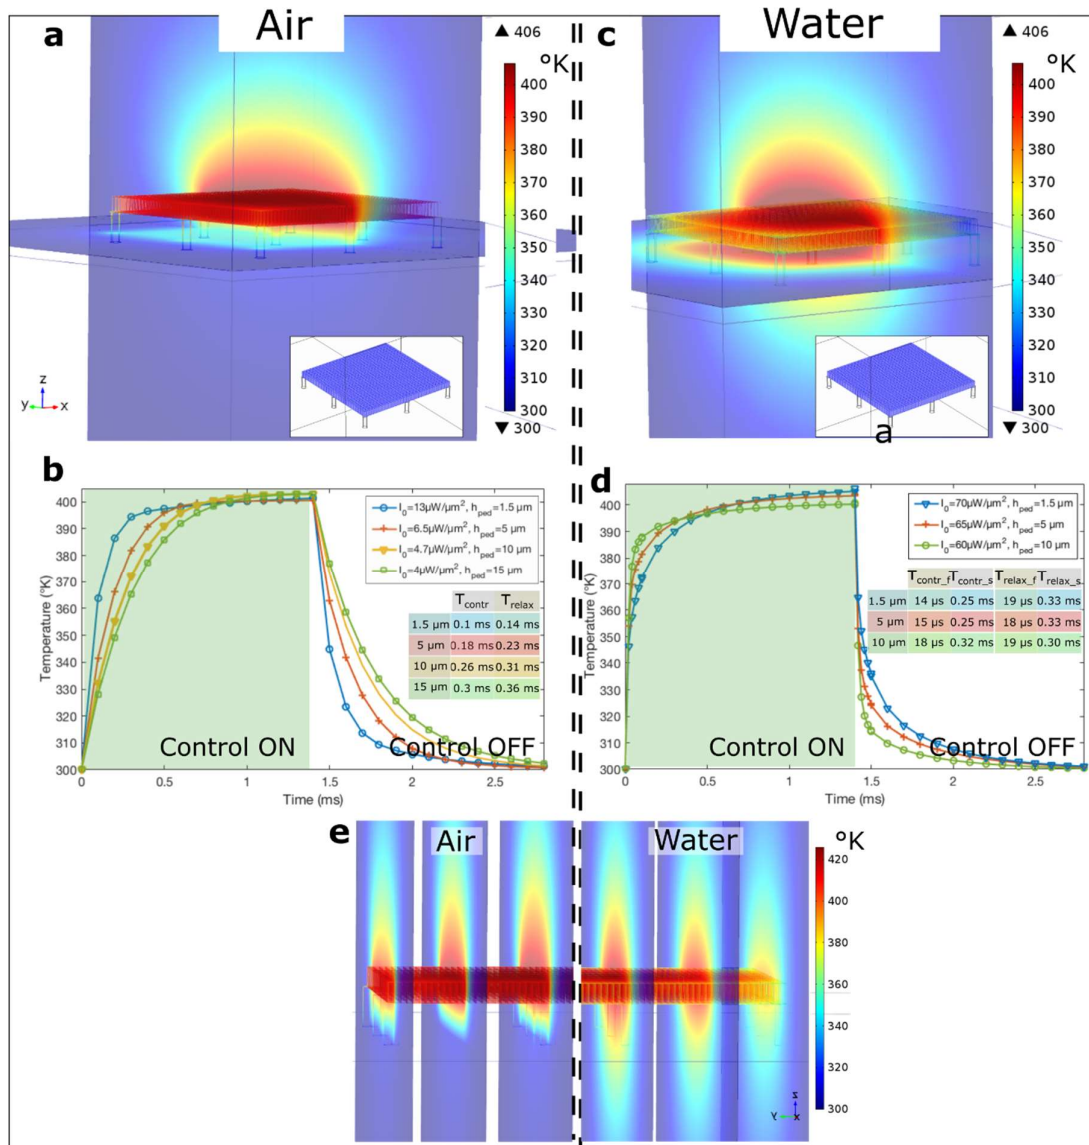 a
Air
406
°K
400
390
380
370
360
350
340
330
320
310
300
300
z
y
x
c
Water
406
°K
400
390
380
370
360
350
340
330
320
310
300
300
a
b
Temperature (°K)
400
390
380
370
360
350
340
330
320
310
300
I0=13μW/μm², hped=1.5 μm
I0=6.5μW/μm², hped=5 μm
I0=4.7μW/μm², hped=10 μm
I0=4μW/μm², hped=15 μm
Tcontr Trelax
1.5 μm 0.1 ms 0.14 ms
5 μm 0.18 ms 0.23 ms
10 μm 0.26 ms 0.31 ms
15 μm 0.3 ms 0.36 ms
Control ON
Control OFF
0 0.5 1 1.5 2 2.5
Time (ms)
d
Temperature (°K)
400
390
380
370
360
350
340
330
320
310
300
I0=70μW/μm², hped=1.5 μm
I0=65μW/μm², hped=5 μm
I0=60μW/μm², hped=10 μm
Tcontr_f Tcontr_s Trelax_f Trelax_s
1.5 μm 14 μs 0.25 ms 19 μs 0.33 ms
5 μm 15 μs 0.25 ms 18 μs 0.33 ms
10 μm 18 μs 0.32 ms 19 μs 0.30 ms
Control ON
Control OFF
0 0.5 1 1.5 2 2.5
Time (ms)
e
Air
Water
°K
420
400
380
360
340
320
300
z
y
x